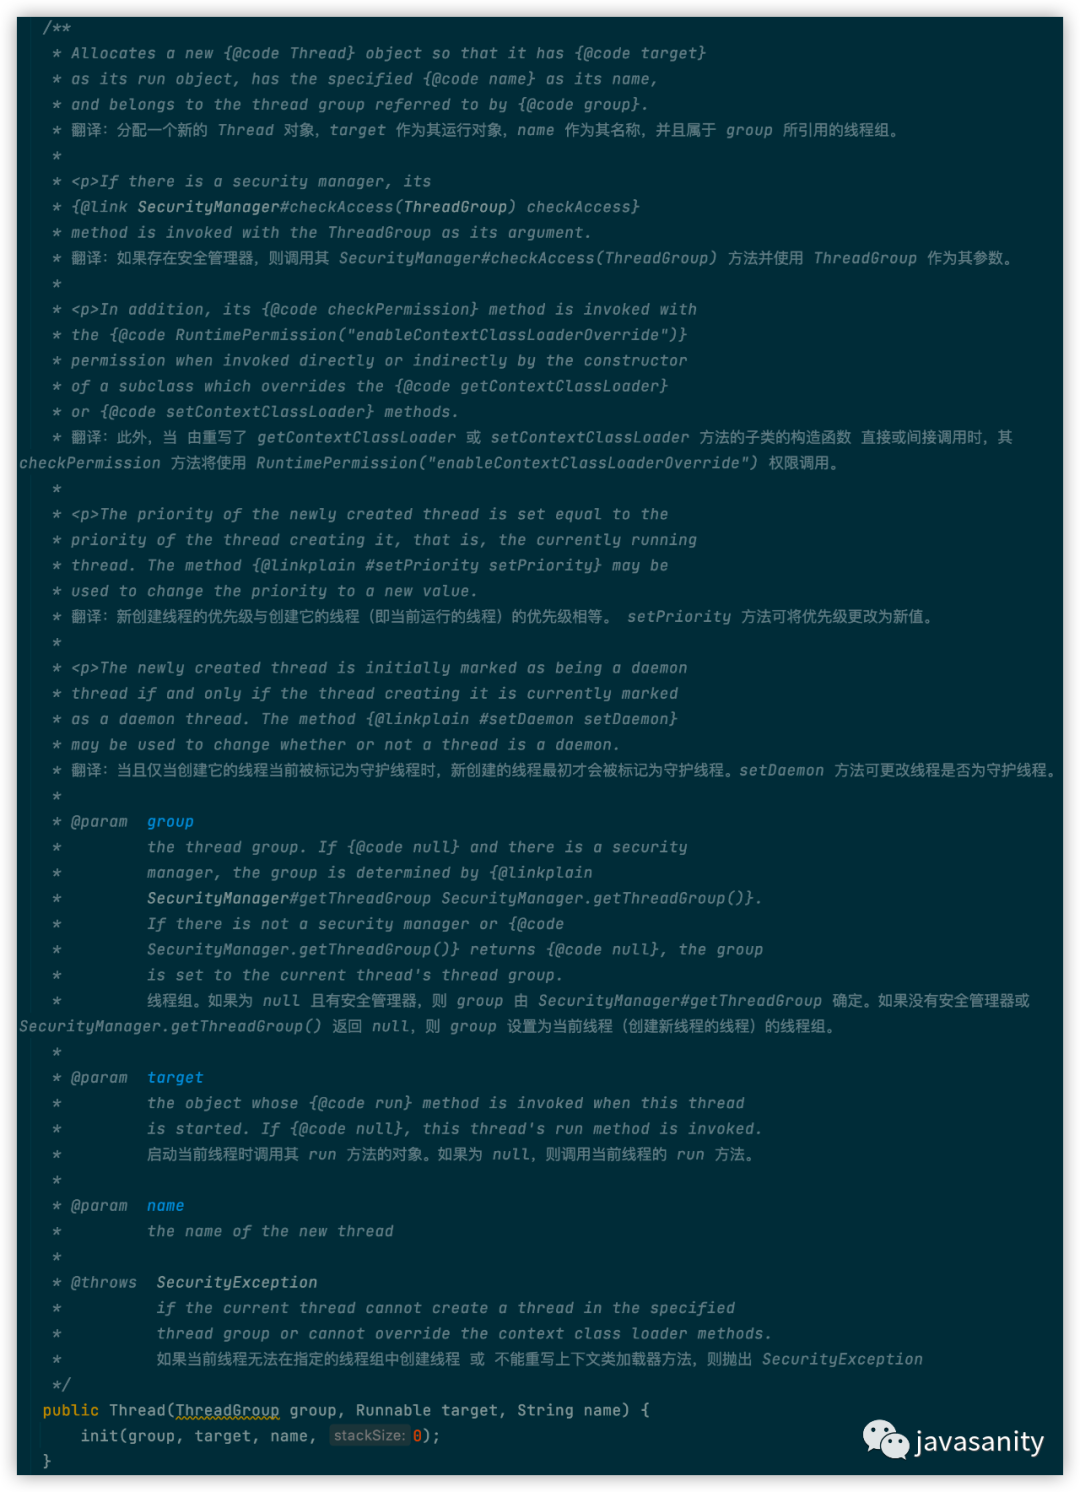 /**
* Allocates a new {@code Thread} object so that it has {@code target}
* as its run object, has the specified {@code name} as its name,
* and belongs to the thread group referred to by {@code group}.
* 翻译：分配一个新的 Thread 对象，target 作为其运行对象，name 作为其名称，并且属于 group 所引用的线程组。
*
* <p>If there is a security manager, its
* {@link SecurityManager#checkAccess(ThreadGroup) checkAccess}
* method is invoked with the ThreadGroup as its argument.
* 翻译：如果存在安全管理器，则调用其 SecurityManager#checkAccess(ThreadGroup) 方法并使用 ThreadGroup 作为其参数。
*
* <p>In addition, its {@code checkPermission} method is invoked with
* the {@code RuntimePermission("enableContextClassLoaderOverride")}
* permission when invoked directly or indirectly by the constructor
* of a subclass which overrides the {@code getContextClassLoader}
* or {@code setContextClassLoader} methods.
* 翻译：此外，当 由重写了 getContextClassLoader 或 setContextClassLoader 方法的子类的构造函数 直接或间接调用时，其
checkPermission 方法将使用 RuntimePermission("enableContextClassLoaderOverride") 权限调用。
*
* <p>The priority of the newly created thread is set equal to the
* priority of the thread creating it, that is, the currently running
* thread. The method {@linkplain #setPriority setPriority} may be
* used to change the priority to a new value.
* 翻译：新创建线程的优先级与创建它的线程（即当前运行的线程）的优先级相等。 setPriority 方法可将优先级更改为新值。
*
* <p>The newly created thread is initially marked as being a daemon
* thread if and only if the thread creating it is currently marked
* as a daemon thread. The method {@linkplain #setDaemon setDaemon}
* may be used to change whether or not a thread is a daemon.
* 翻译：当且仅当创建它的线程当前被标记为守护线程时，新创建的线程最初才会被标记为守护线程。setDaemon 方法可更改线程是否为守护线程。
*
* @param group
* the thread group. If {@code null} and there is a security
* manager, the group is determined by {@linkplain
* SecurityManager#getThreadGroup SecurityManager.getThreadGroup()}.
* If there is not a security manager or {@code
* SecurityManager.getThreadGroup()} returns {@code null}, the group
* is set to the current thread's thread group.
* 线程组。如果为 null 且有安全管理器，则 group 由 SecurityManager#getThreadGroup 确定。如果没有安全管理器或
SecurityManager.getThreadGroup() 返回 null，则 group 设置为当前线程（创建新线程的线程）的线程组。
*
* @param target
* the object whose {@code run} method is invoked when this thread
* is started. If {@code null}, this thread's run method is invoked.
* 启动当前线程时调用其 run 方法的对象。如果为 null，则调用当前线程的 run 方法。
*
* @param name
* the name of the new thread
*
* @throws SecurityException
* if the current thread cannot create a thread in the specified
* thread group or cannot override the context class loader methods.
* 如果当前线程无法在指定的线程组中创建线程 或 不能重写上下文类加载器方法，则抛出 SecurityException
*/
public Thread(ThreadGroup group, Runnable target, String name) {
init(group, target, name, stackSize: 0);
}
javasanity